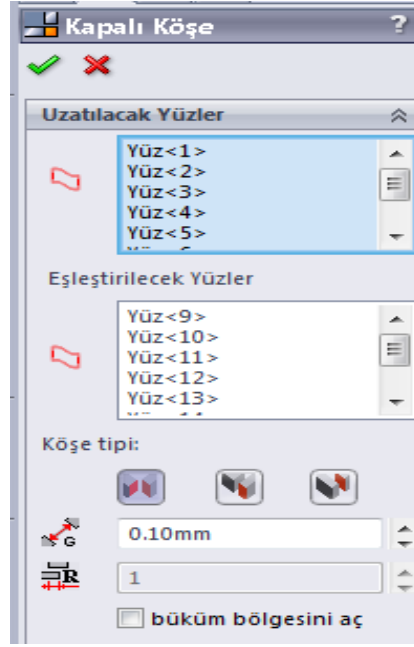 Kapalı Köşe ?
Uzatılacak Yüzler
Yüz<1>
Yüz<2>
Yüz<3>
Yüz<4>
Yüz<5>
Eşleştirilecek Yüzler
Yüz<9>
Yüz<10>
Yüz<11>
Yüz<12>
Yüz<13>
Köşe tipi:
G 0.10mm
R 1
büküm bölgesini aç